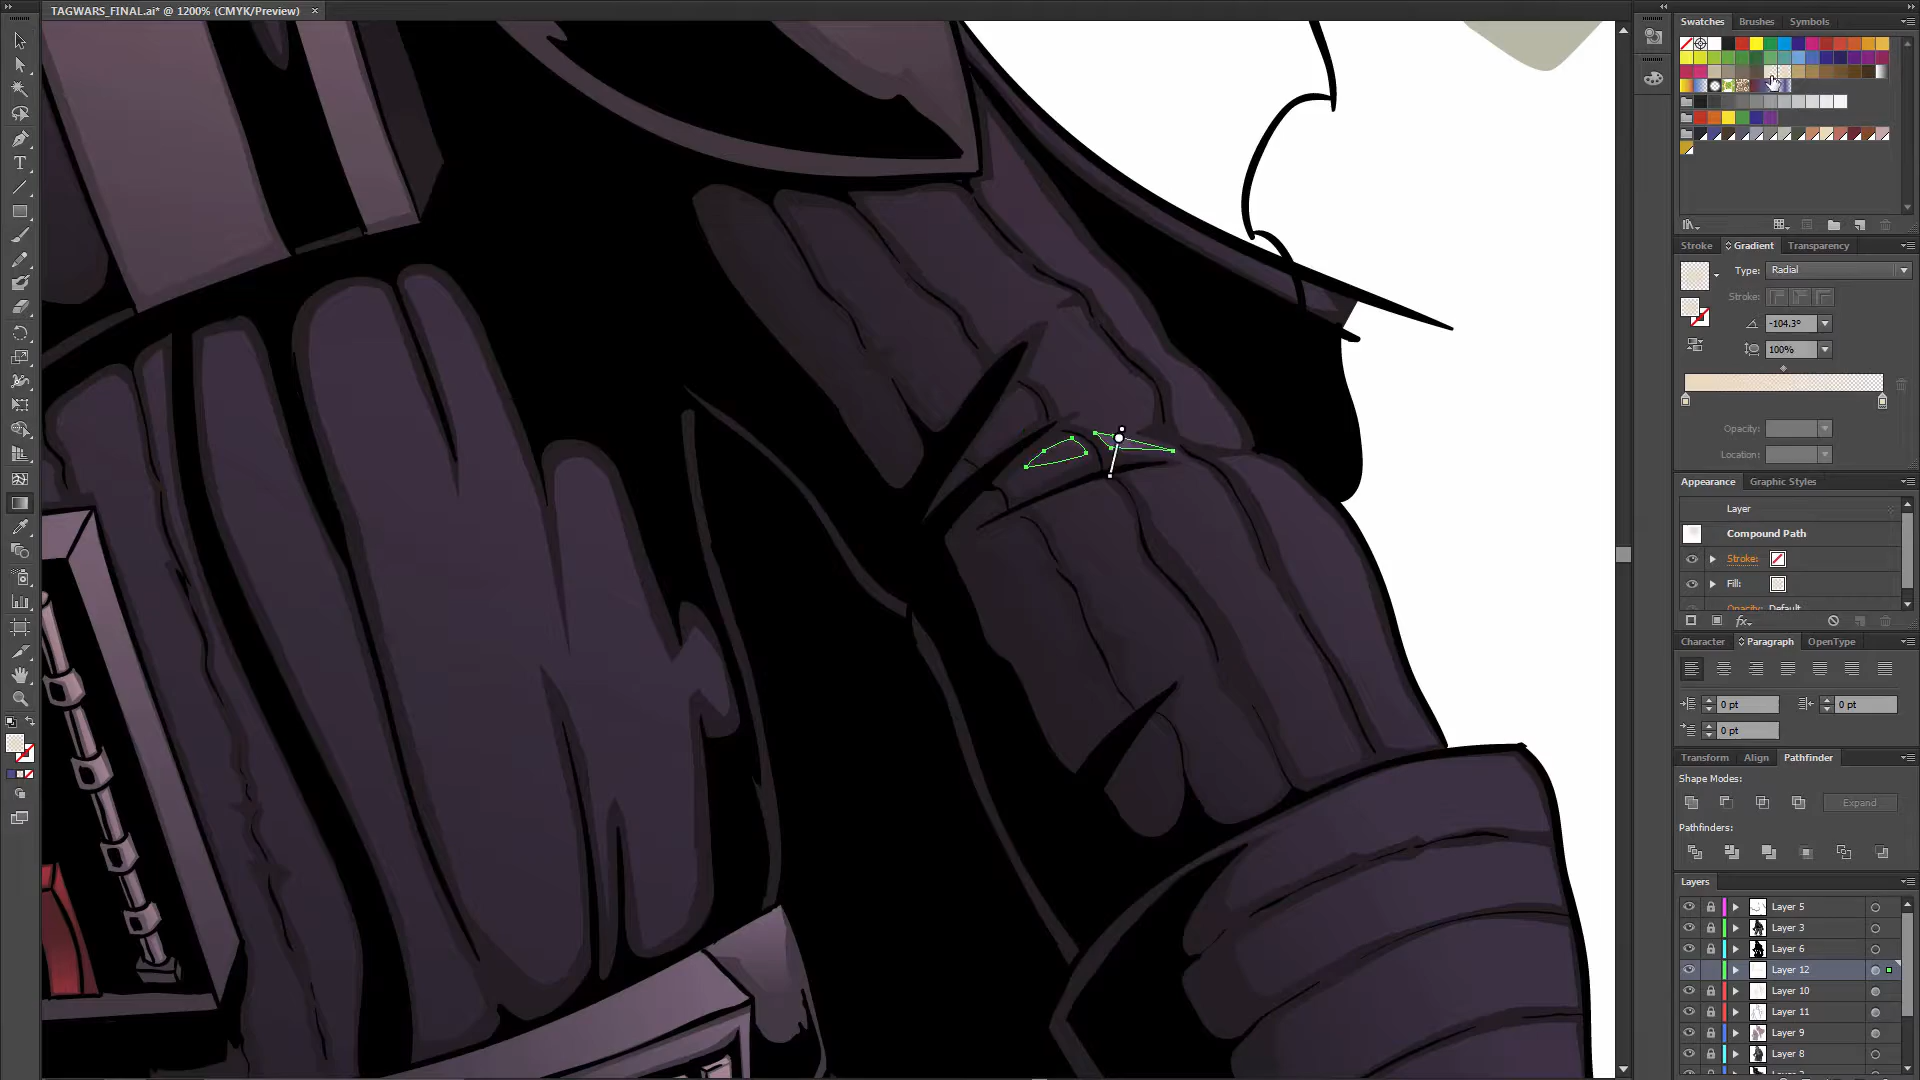 TAGWARS_FINAL.ai* @ 1200% (CMYK/Preview)
Swatches
Brushes
Symbols
Stroke
Gradient
Transparency
Type:
Radial
Stroke:
-104.3°
100%
Opacity:
Location:
Appearance
Graphic Styles
Layer
Compound Path
Stroke:
Fill:
Opacity: Default
fx
Character
Paragraph
OpenType
0 pt
0 pt
0 pt
Transform
Align
Pathfinder
Shape Modes:
Expand
Pathfinders:
Layers
Layer 5
Layer 3
Layer 6
Layer 12
Layer 10
Layer 11
Layer 9
Layer 8